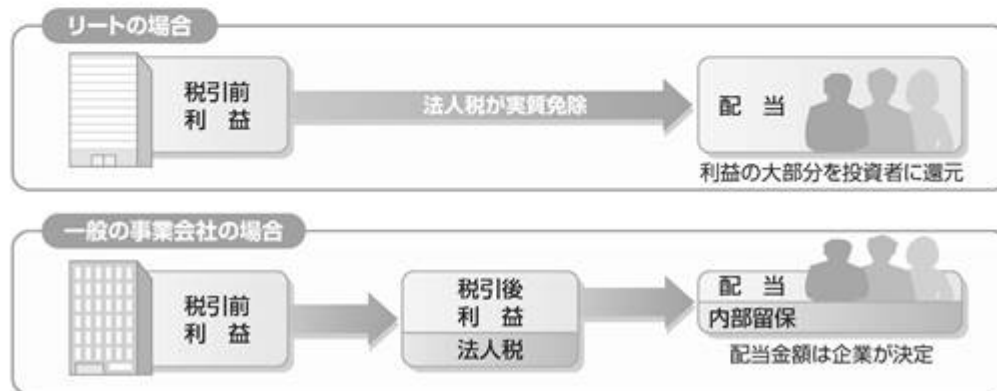 リートの場合
税引前
利 益
法人税が実質免除
配 当
利益の大部分を投資者に還元
一般の事業会社の場合
税引前
利 益
税引後
利 益
法人税
配 当
内部留保
配当金額は企業が決定